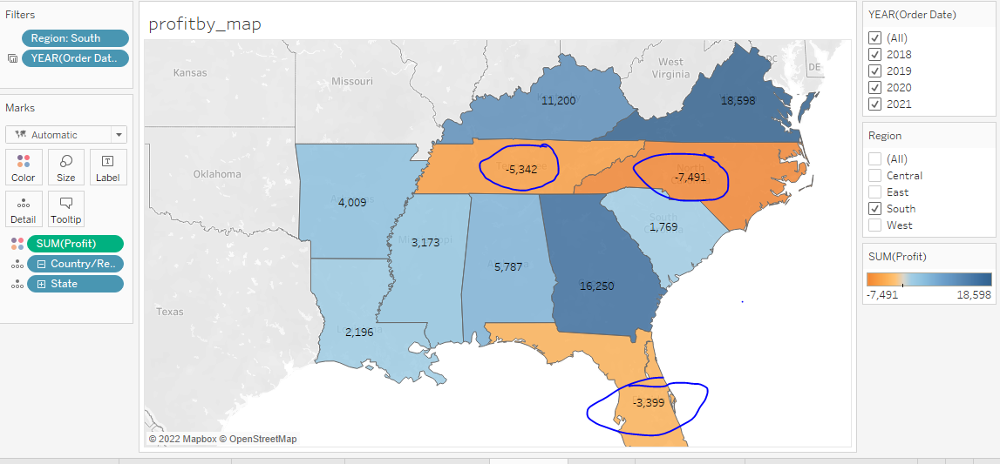 Filters
Region: South
YEAR(Order Dat..
Marks
Automatic
Color
Size
Label
Detail
Tooltip
SUM(Profit)
Country/Re..
State
profitby_map
Kansas
Missouri
West
Virginia
DC
DE
11,200
18,598
Oklahoma
-5,342
North
-7,491
4,009
3,173
5,787
South
1,769
16,250
Texas
2,196
-3,399
© 2022 Mapbox © OpenStreetMap
YEAR(Order Date)
(All)
2018
2019
2020
2021
Region
(All)
Central
East
South
West
SUM(Profit)
-7,491 18,598